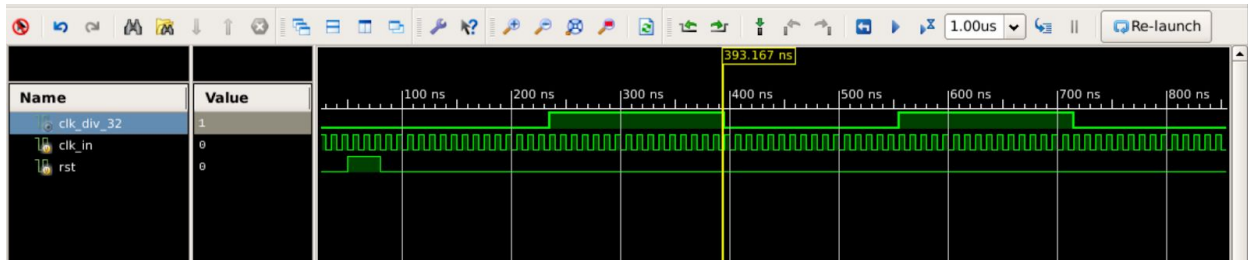 1.00us Re-launch
393.167 ns
Name Value
100 ns 200 ns 300 ns 400 ns 500 ns 600 ns 700 ns 800 ns
clk_div_32 1
clk_in 0
rst 0